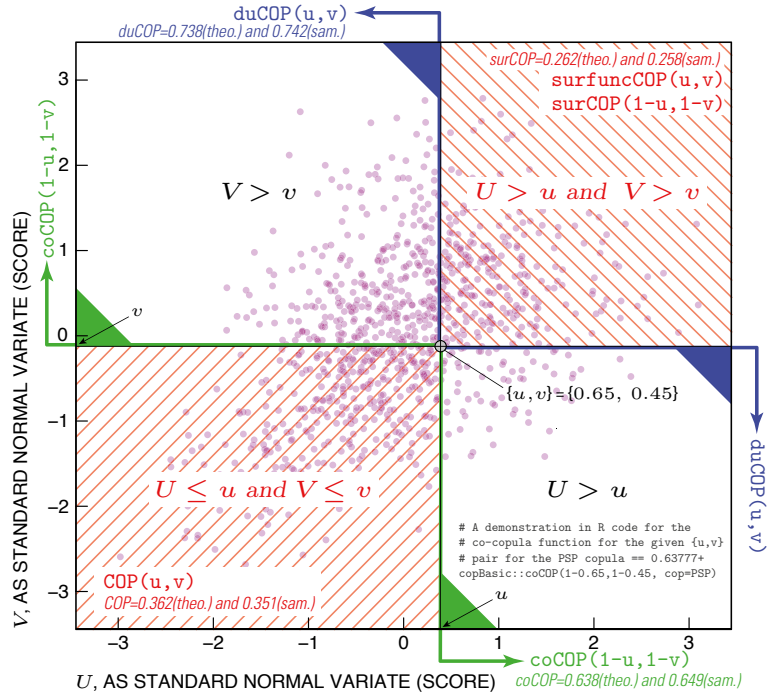 duCOP(u,v)
duCOP=0.738(theo.) and 0.742(sam.)
surCOP=0.262(theo.) and 0.258(sam.)
surfuncCOP(u,v)
surCOP(1-u,1-v)
V > v
U > u and V > v
coCOP(1-u,1-v)
v
{u,v}={0.65, 0.45}
duCOP(u,v)
U ≤ u and V ≤ v
U > u
# A demonstration in R code for the
# co-copula function for the given {u,v}
# pair for the PSP copula == 0.63777+
copBasic::coCOP(1-0.65,1-0.45, cop=PSP)
COP(u,v)
COP=0.362(theo.) and 0.351(sam.)
u
3
2
1
0
−1
−2
−3
V, AS STANDARD NORMAL VARIATE (SCORE)
−3 −2 −1 0 1 2 3
U, AS STANDARD NORMAL VARIATE (SCORE)
coCOP(1-u,1-v)
coCOP=0.638(theo.) and 0.649(sam.)